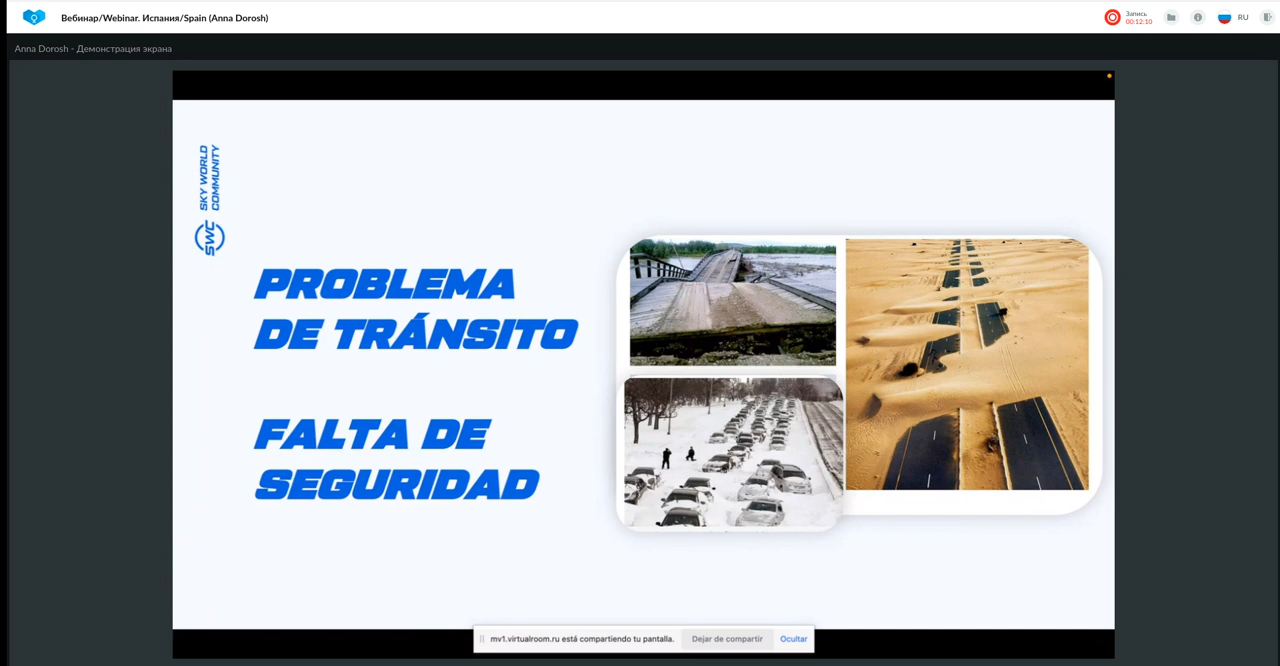 Вебинар/Webinar. Испания/Spain (Anna Dorosh)
Запись
00:12:10
RU
Anna Dorosh - Демонстрация экрана
SKY WORLD
COMMUNITY
SWC
PROBLEMA
DE TRÁNSITO
FALTA DE
SEGURIDAD
mv1.virtualroom.ru está compartiendo tu pantalla.
Dejar de compartir
Ocultar